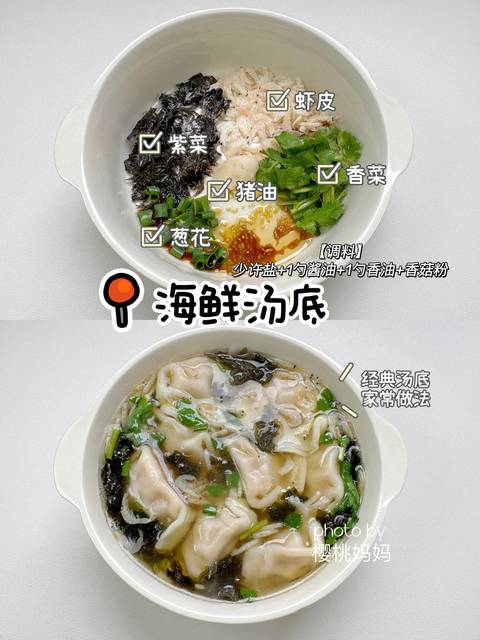 虾皮
紫菜
香菜
猪油
葱花
【调料】
少许盐+1勺酱油+1勺香油+香菇粉
海鲜汤底
经典汤底
家常做法
photo by
樱桃妈妈